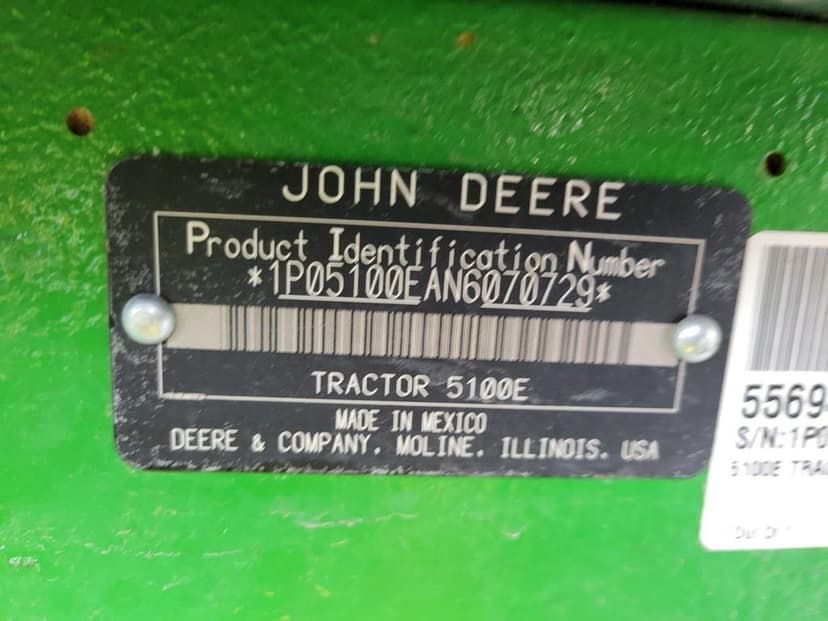 JOHN DEERE
Product Identification Number
*1P05100EAN6070729*
TRACTOR 5100E
MADE IN MEXICO
DEERE & COMPANY. MOLINE. ILLINOIS. USA
5569
S/N:1P0
5100E TRA